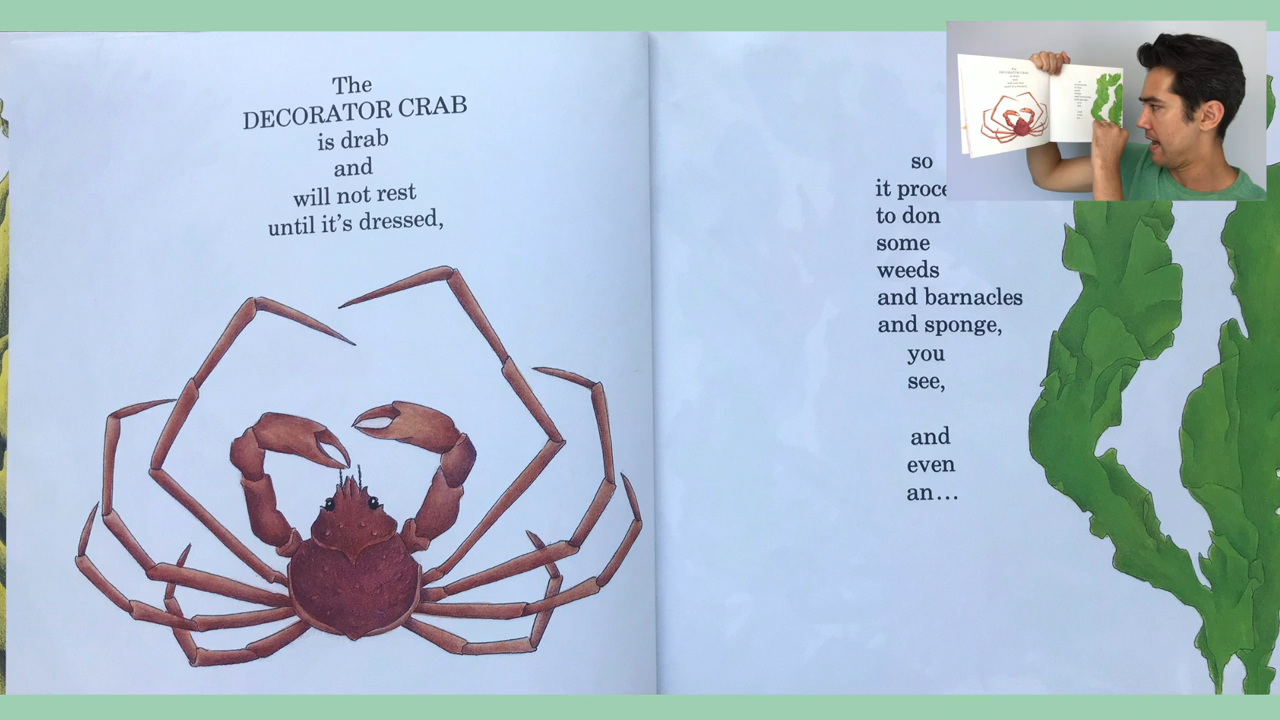 The
DECORATOR CRAB
is drab
and
will not rest
until it's dressed,
so
to don
some
weeds
and barnacles
and sponge,
you
see,
and
even
an...